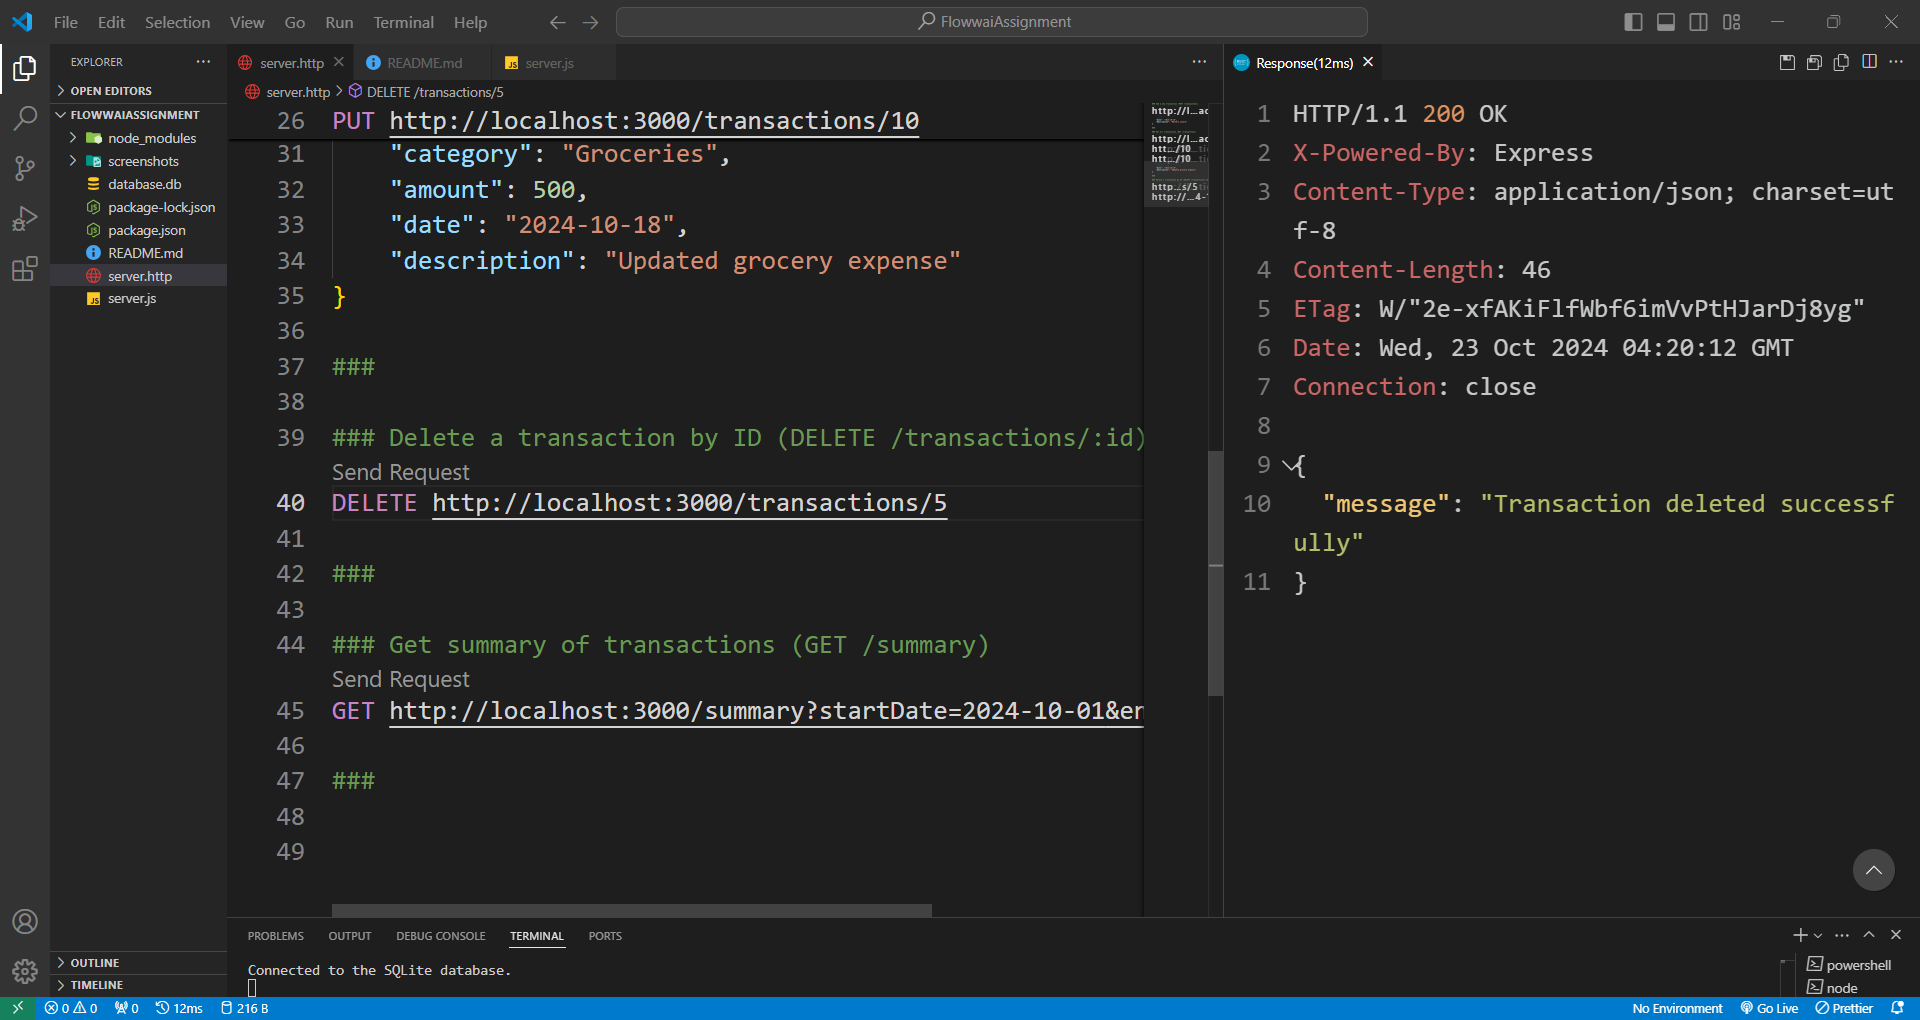 File Edit Selection View Go Run Terminal Help
FlowwaiAssignment
EXPLORER
OPEN EDITORS
FLOWWAIASSIGNMENT
node_modules
screenshots
database.db
package-lock.json
package.json
README.md
server.http
server.js
OUTLINE
TIMELINE
server.http
README.md
server.js
server.http > DELETE /transactions/5
26 PUT http://localhost:3000/transactions/10
31 "category": "Groceries",
32 "amount": 500,
33 "date": "2024-10-18",
34 "description": "Updated grocery expense"
35 }
36
37 ###
38
39 ### Delete a transaction by ID (DELETE /transactions/:id)
Send Request
40 DELETE http://localhost:3000/transactions/5
41
42 ###
43
44 ### Get summary of transactions (GET /summary)
Send Request
45 GET http://localhost:3000/summary?startDate=2024-10-01&en
46
47 ###
48
49
Response(12ms)
1 HTTP/1.1 200 OK
2 X-Powered-By: Express
3 Content-Type: application/json; charset=ut
f-8
4 Content-Length: 46
5 ETag: W/"2e-xfAKiFlfWbf6imVvPtHJarDj8yg"
6 Date: Wed, 23 Oct 2024 04:20:12 GMT
7 Connection: close
8
9 {
10 "message": "Transaction deleted successf
ully"
11 }
PROBLEMS OUTPUT DEBUG CONSOLE TERMINAL PORTS
Connected to the SQLite database.
powershell
node
0 0 0 12ms 216 B
No Environment Go Live Prettier